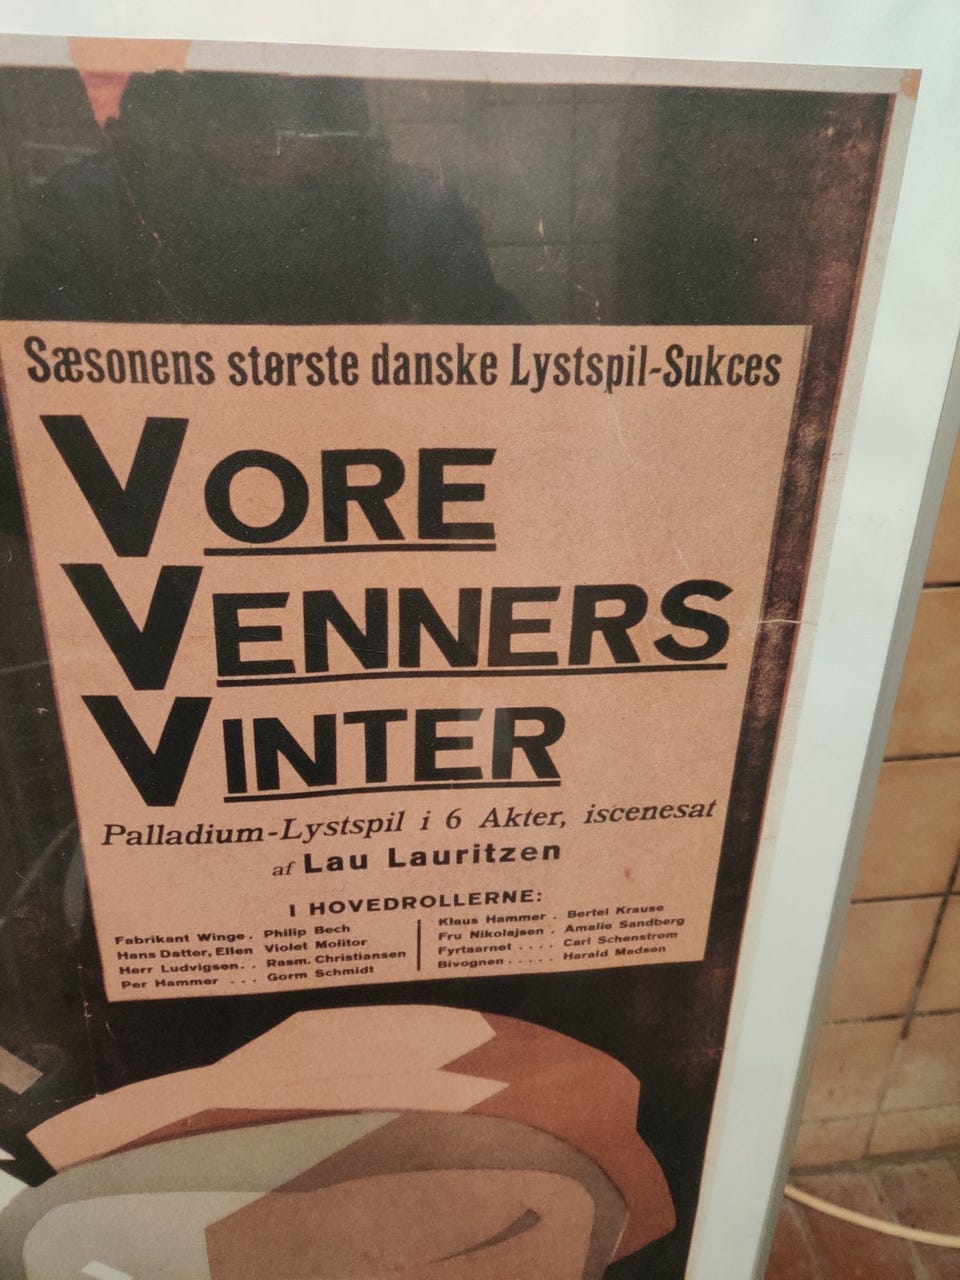 Sæsonens største danske Lystspil-Sukces
VORE
VENNERS
VINTER
Palladium-Lystspil i 6 Akter, iscenesat
af Lau Lauritzen
I HOVEDROLLERNE:
Fabrikant Winge . Philip Bech
Hans Datter, Ellen Violet Molitor
Herr Ludvigsen. . Rasm. Christiansen
Per Hammer . . . Gorm Schmidt
Klaus Hammer . Bertel Krause
Fru Nikolajsen . Amalie Sandberg
Fyrtaarnet . . . . Carl Schenstrøm
Bivognen . . . . . Harald Madsen